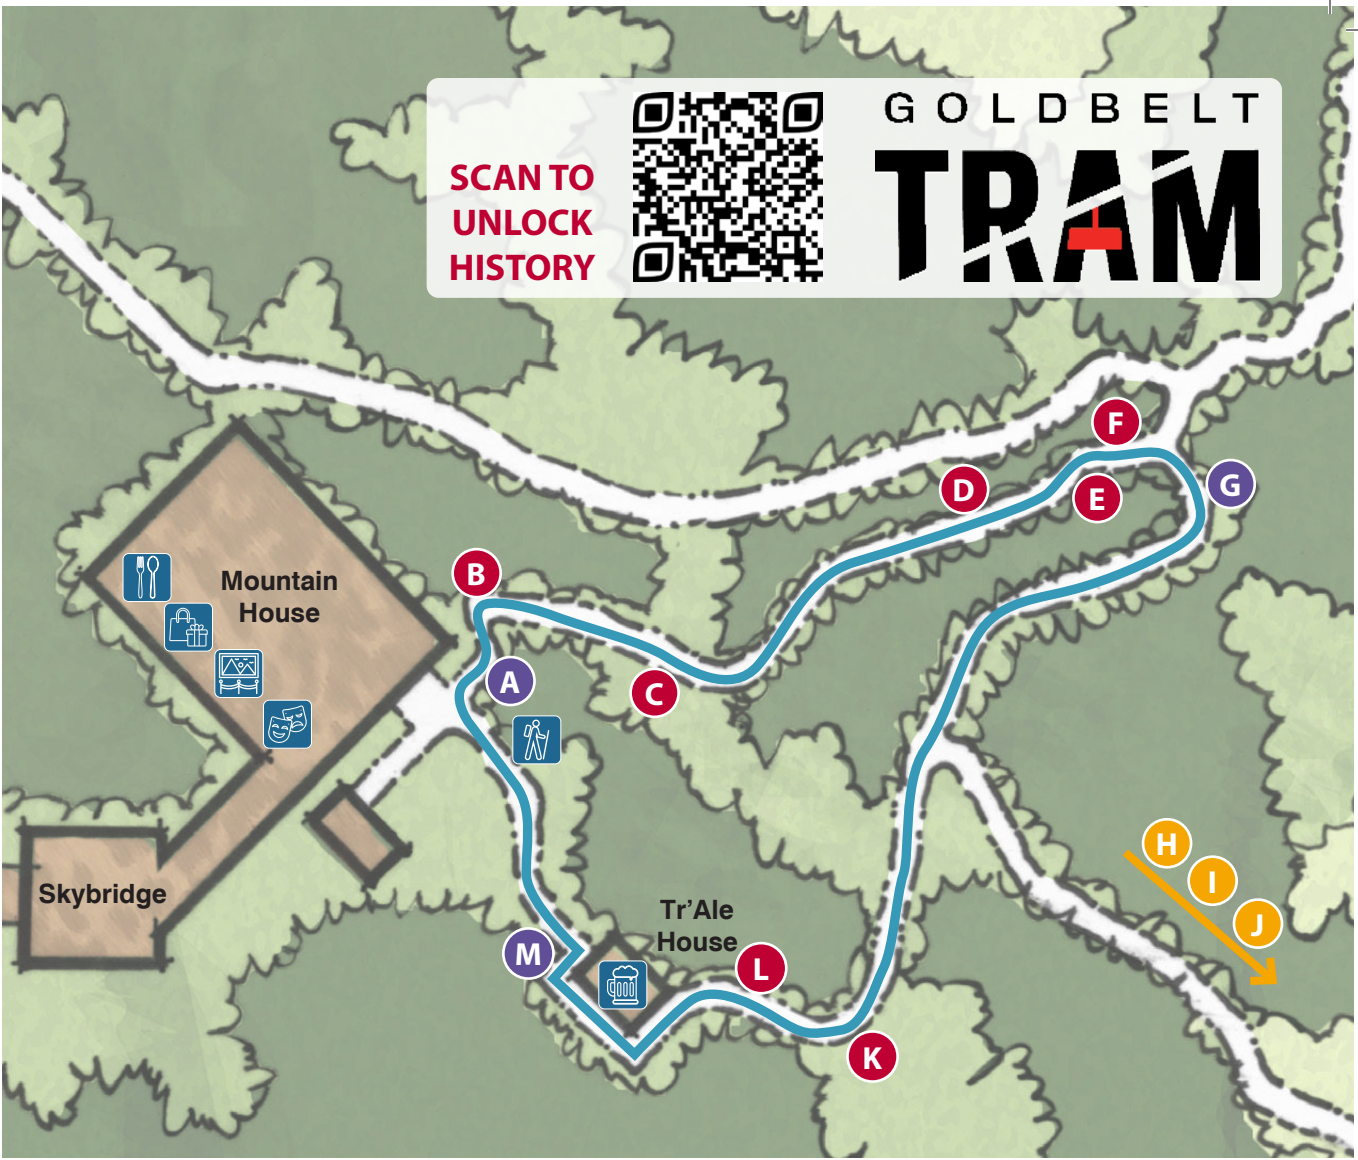 GOLDBELT
TRAM
SCAN TO
UNLOCK
HISTORY
F
D
E
G
B
Mountain
House
A
C
H
I
J
Skybridge
Tr’Ale
House
M
L
K